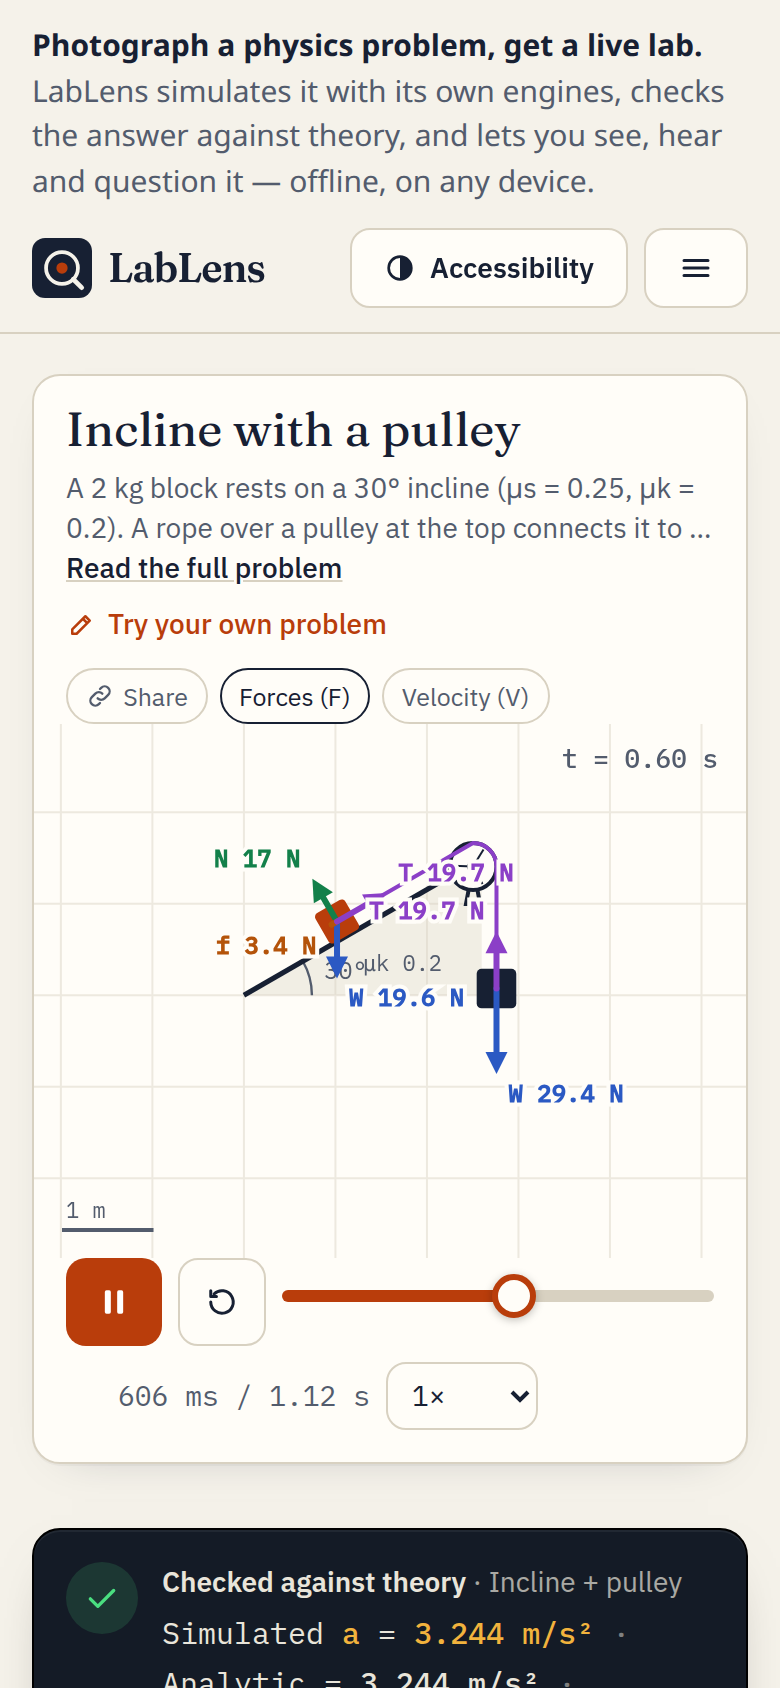 Photograph a physics problem, get a live lab.
LabLens simulates it with its own engines, checks
the answer against theory, and lets you see, hear
and question it — offline, on any device.
LabLens
Accessibility
Incline with a pulley
A 2 kg block rests on a 30° incline (µs = 0.25, µk =
0.2). A rope over a pulley at the top connects it to ...
Read the full problem
Try your own problem
Share
Forces (F)
Velocity (V)
t = 0.60 s
N 17 N
T 19.7 N
T 19.7 N
f 3.4 N
30°
µk 0.2
W 19.6 N
W 29.4 N
1 m
606 ms / 1.12 s
1×
Checked against theory · Incline + pulley
Simulated a = 3.244 m/s² ·
Analytic = 3.244 m/s² ·